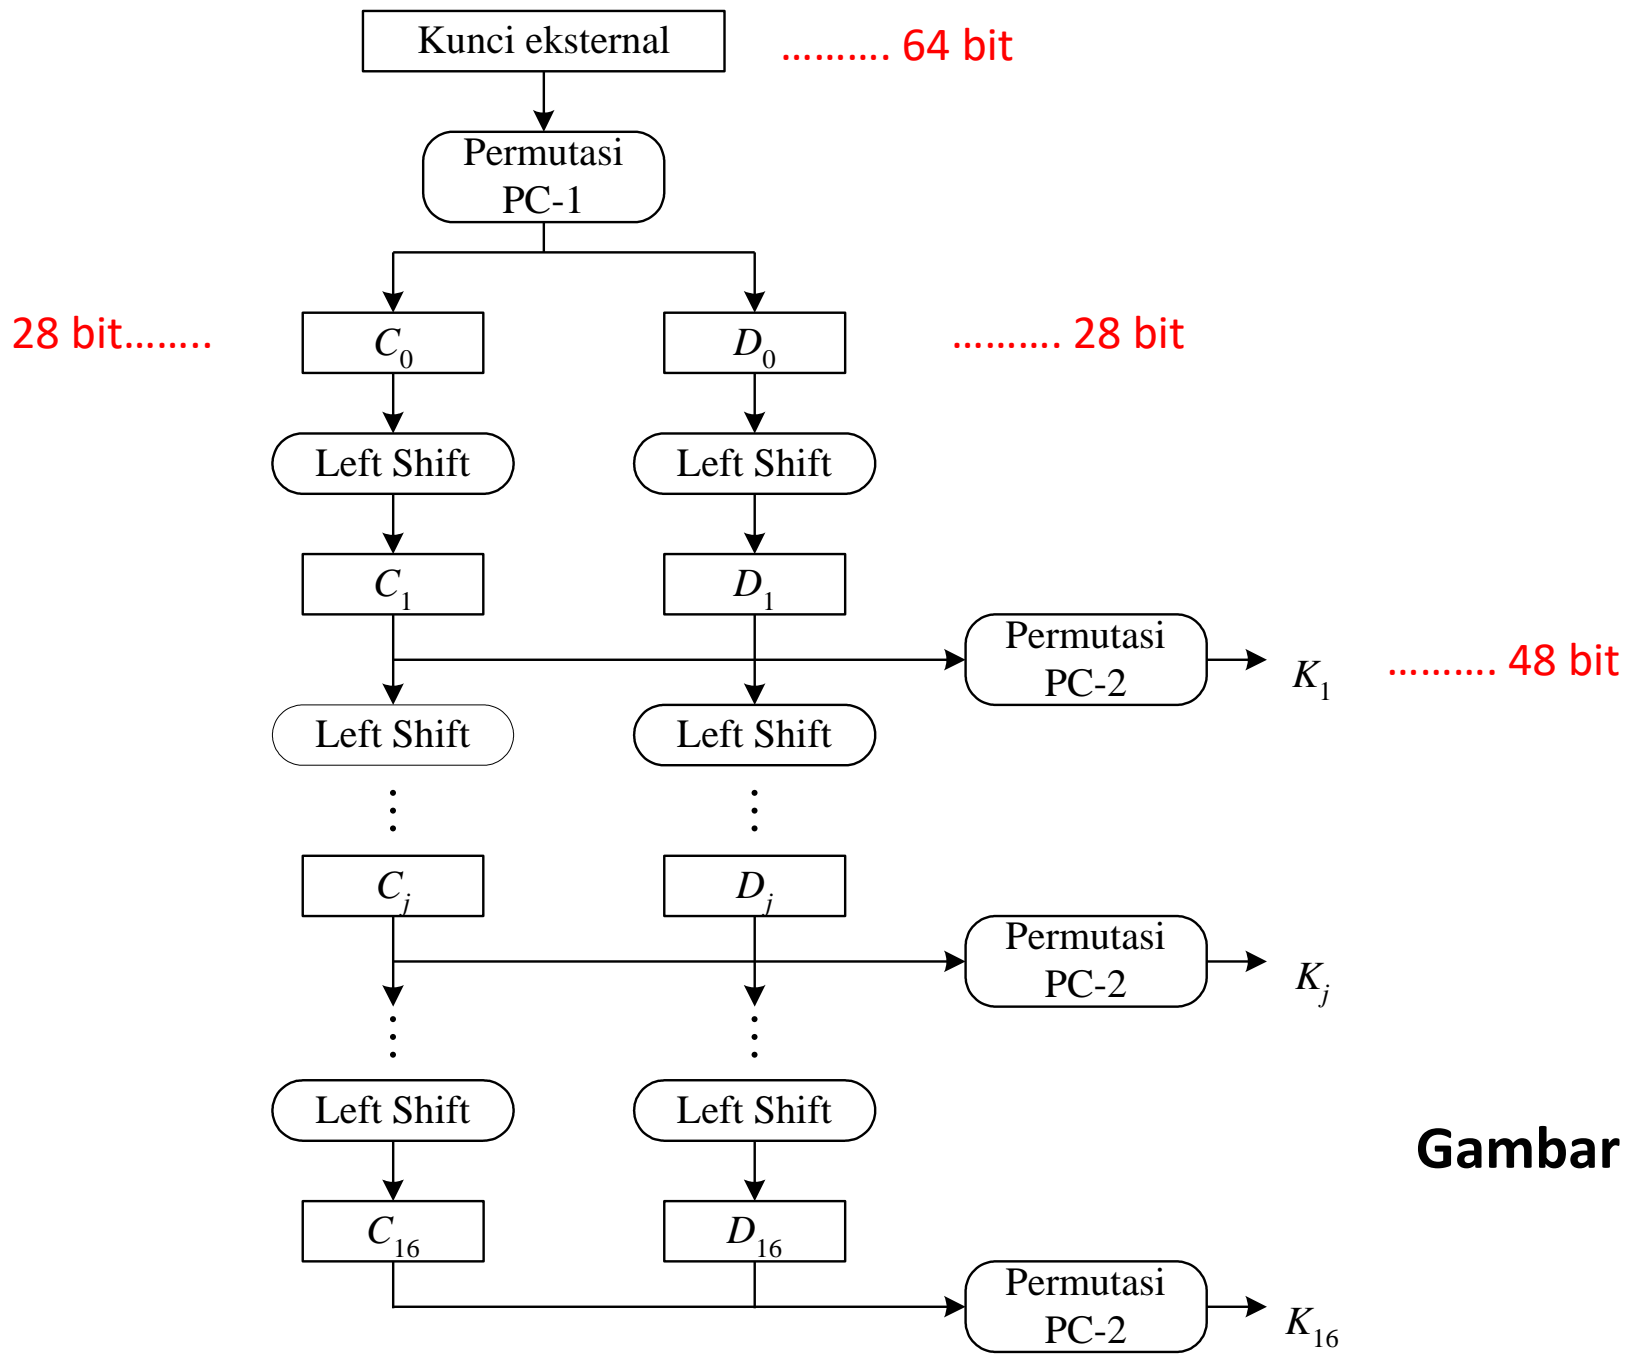 Kunci eksternal ………. 64 bit
Permutasi
PC-1
28 bit…….. C0 D0 ………. 28 bit
Left Shift Left Shift
C1 D1
Permutasi
PC-2
K1 ………. 48 bit
Left Shift Left Shift
⋮ ⋮
Cj Dj
Permutasi
PC-2
Kj
⋮ ⋮
Left Shift Left Shift
Gambar
C16 D16
Permutasi
PC-2
K16